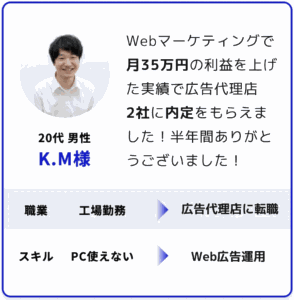 Webマーケティングで
月35万円の利益を上げ
た実績で広告代理店
2社に内定をもらえま
した！半年間ありがと
うございました！
20代 男性
K.M様
職業 工場勤務 広告代理店に転職
スキル PC使えない Web広告運用